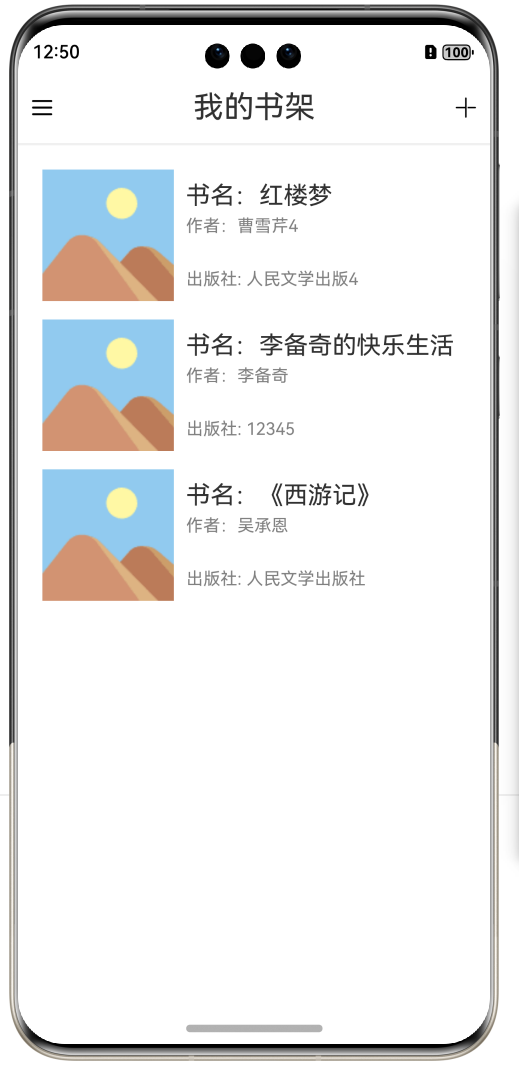 12:50
100
我的书架
书名：红楼梦
作者：曹雪芹4
出版社: 人民文学出版4
书名：李备奇的快乐生活
作者：李备奇
出版社: 12345
书名：《西游记》
作者：吴承恩
出版社: 人民文学出版社